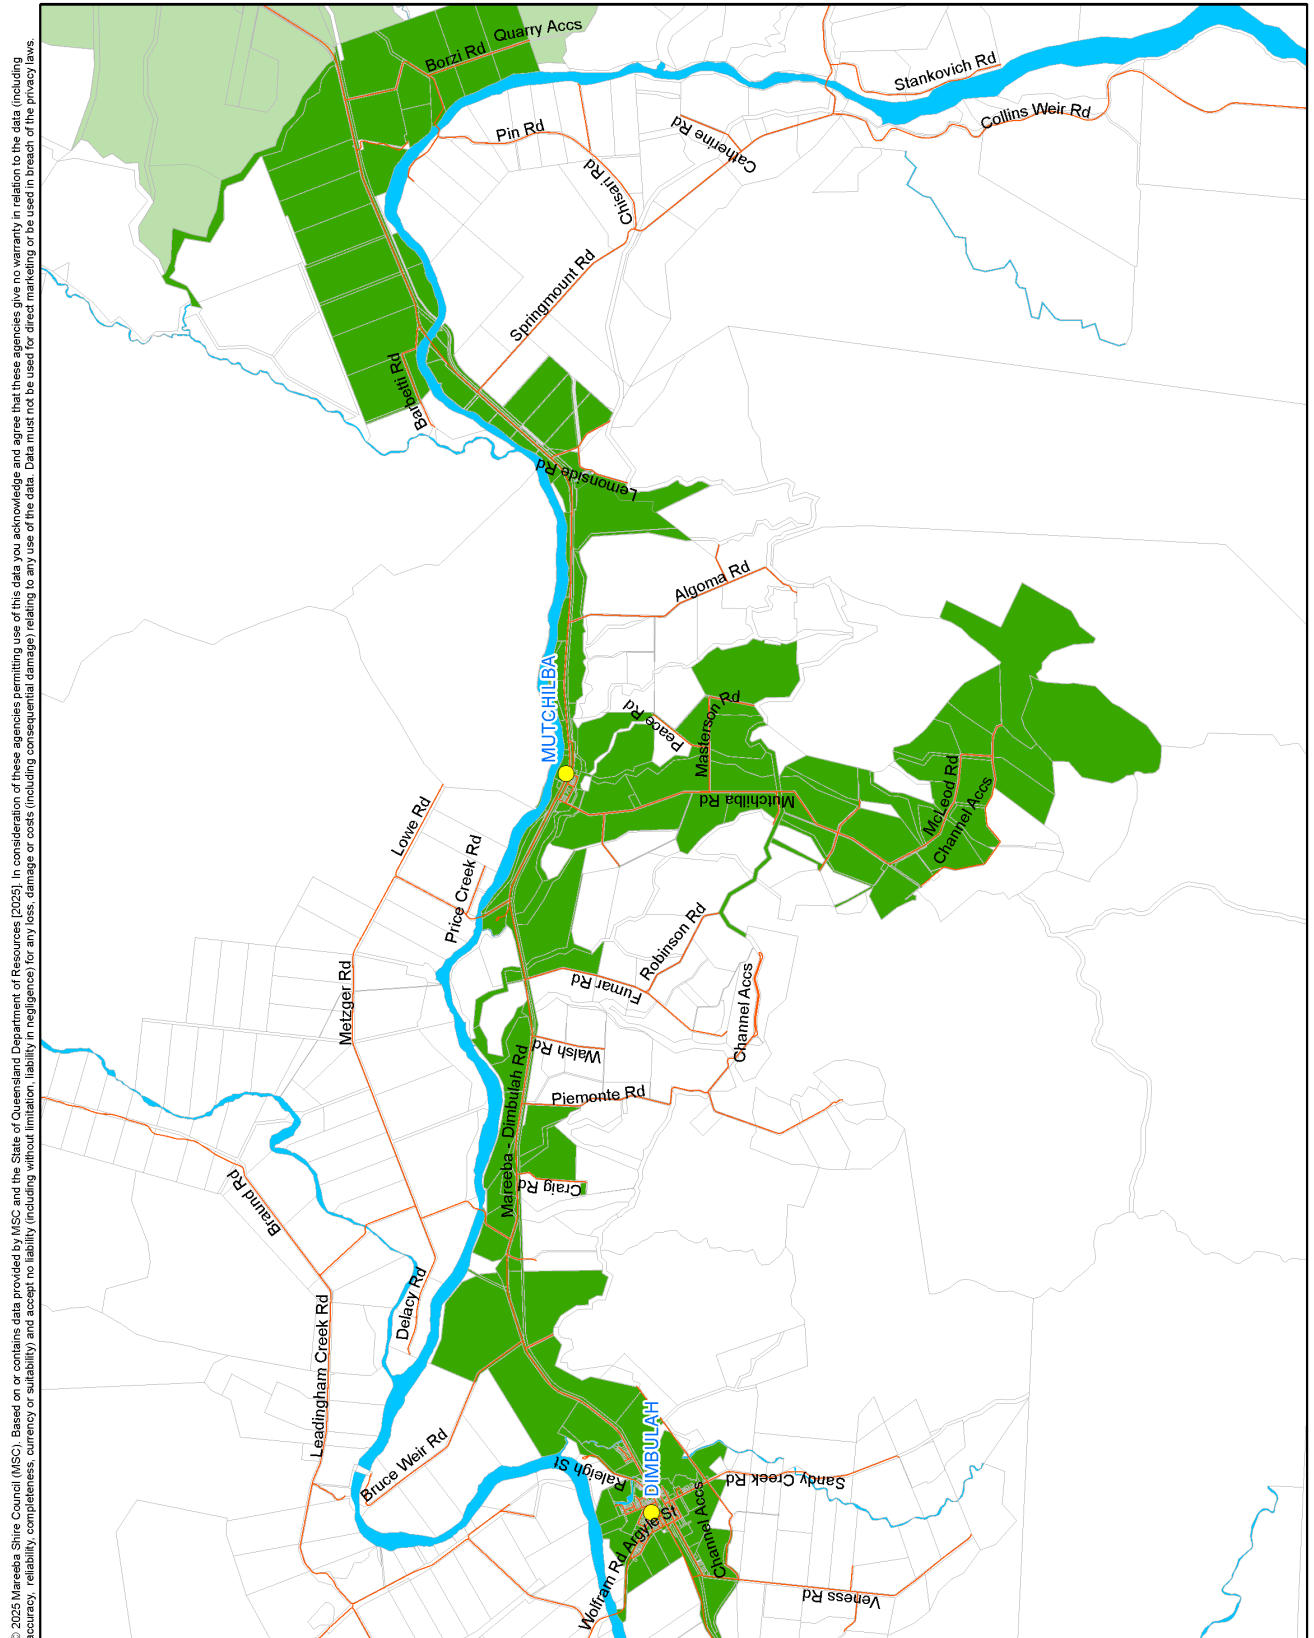 © 2025 Mareeba Shire Council (MSC). Based on or contains data provided by MSC and the State of Queensland Department of Resources [2025]. In consideration of these agencies permitting use of this data you acknowledge and agree that these agencies give no warranty in relation to the data (including
accuracy, reliability, completeness, currency or suitability) and accept no liability (including without limitation, liability in negligence) for any loss, damage or costs (including consequential damage) relating to any use of the data. Data must not be used for direct marketing or be used in breach of the privacy laws.
Quarry Accs
Borzi Rd
Stankovich Rd
Collins Weir Rd
Pin Rd
Catherine Rd
Chisari Rd
Springmount Rd
Barbetti Rd
Lemonside Rd
Algoma Rd
MUTCHILBA
Peace Rd
Masterson Rd
Mutchilba Rd
McLeod Rd
Channel Accs
Lowe Rd
Price Creek Rd
Robinson Rd
Fumar Rd
Metzger Rd
Channel Accs
Walsh Rd
Mareeba - Dimbulah Rd
Piemonte Rd
Craig Rd
Braund Rd
Delacy Rd
Leadingham Creek Rd
DIMBULAH
Bruce Weir Rd
Raleigh St
Sandy Creek Rd
Channel Accs
Argyle St
Wolfram Rd
Veness Rd